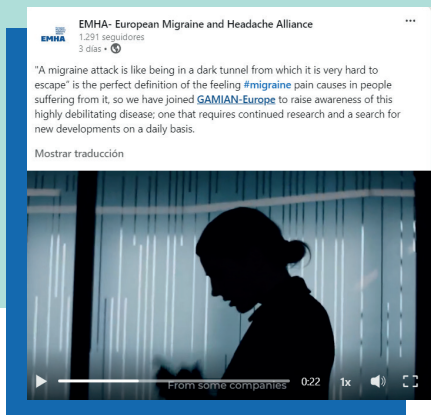 EMHA
EMHA- European Migraine and Headache Alliance
1.291 seguidores
3 días •
"A migraine attack is like being in a dark tunnel from which it is very hard to
escape" is the perfect definition of the feeling #migraine pain causes in people
suffering from it, so we have joined GAMIAN-Europe to raise awareness of this
highly debilitating disease; one that requires continued research and a search for
new developments on a daily basis.
Mostrar traducción
From some companies
0:22 1x